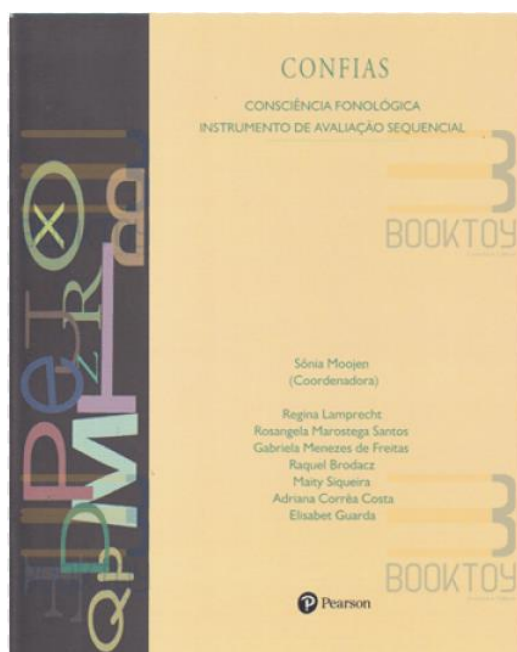 CONFIAS
CONSCIÊNCIA FONOLÓGICA
INSTRUMENTO DE AVALIAÇÃO SEQUENCIAL
BOOKTOY
Sônia Moojen
(Coordenadora)
Regina Lamprecht
Rosangela Marostega Santos
Gabriela Menezes de Freitas
Raquel Brodacz
Maity Siqueira
Adriana Corrêa Costa
Elisabet Guarda
BOOKTOY
Pearson